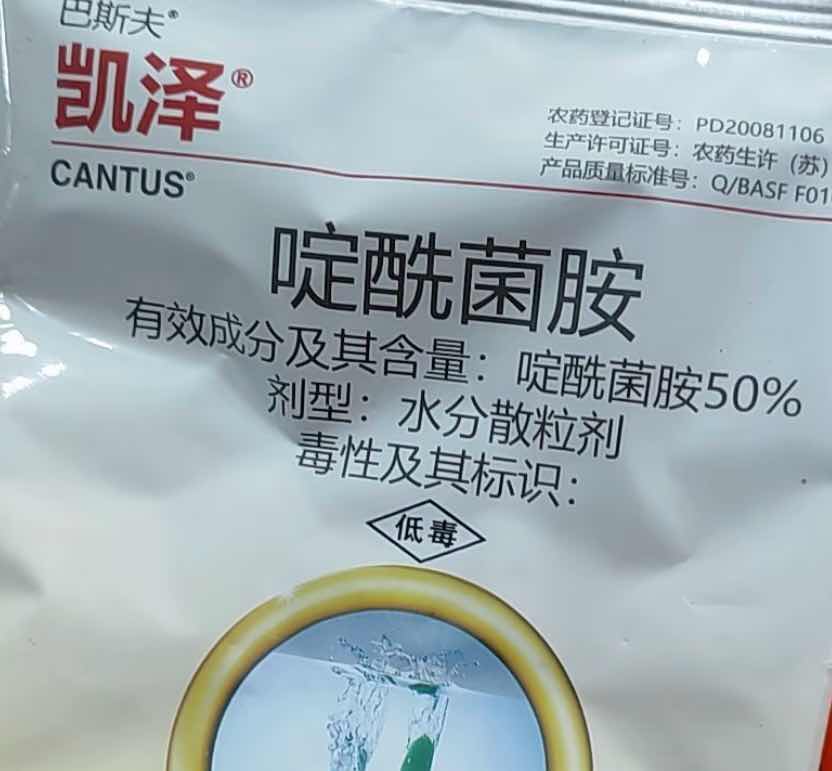 巴斯夫®
凯泽®
CANTUS®
农药登记证号：PD20081106
生产许可证号：农药生许（苏）
产品质量标准号：Q/BASF F01
啶酰菌胺
有效成分及其含量：啶酰菌胺50%
剂型：水分散粒剂
毒性及其标识：
低毒